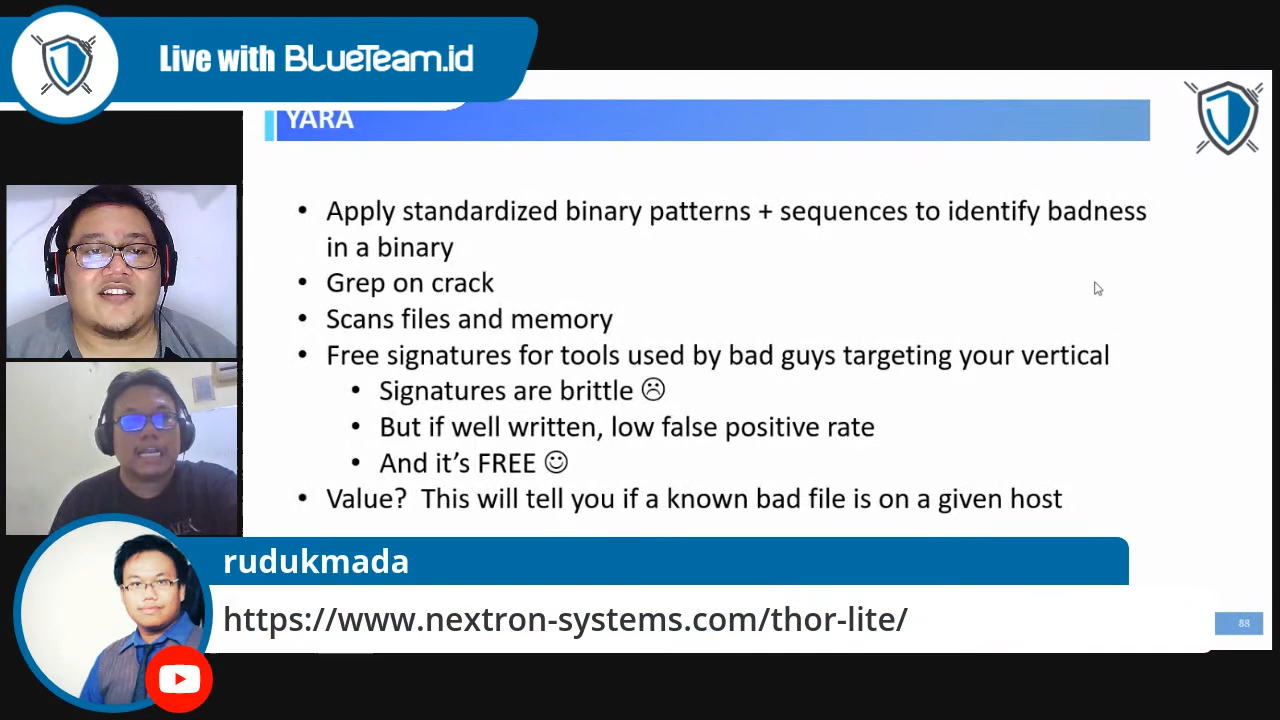 Live with BLUeTeam.id
YARA
• Apply standardized binary patterns + sequences to identify badness
in a binary
• Grep on crack
• Scans files and memory
• Free signatures for tools used by bad guys targeting your vertical
• Signatures are brittle ☹
• But if well written, low false positive rate
• And it’s FREE ☺
• Value? This will tell you if a known bad file is on a given host
rudukmada
https://www.nextron-systems.com/thor-lite/
88